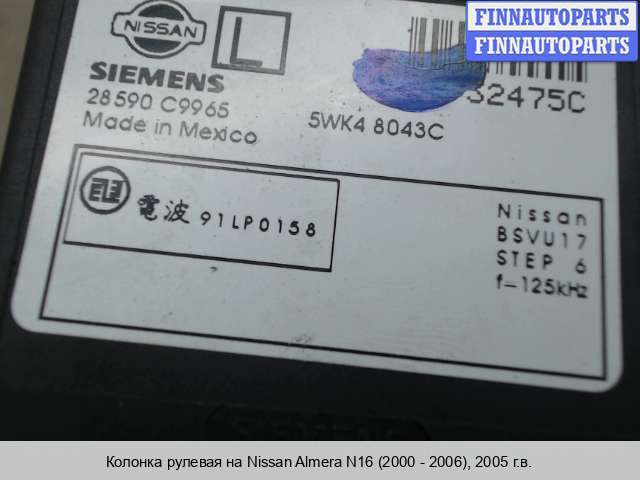 FINNAUTOPARTS
FINNAUTOPARTS
NISSAN
L
SIEMENS
28590 C9965
Made in Mexico
5WK4 8043C
32475C
電波 91LP0158
Nissan
BSVU17
STEP 6
f=125kHz
Колонка рулевая на Nissan Almera N16 (2000 - 2006), 2005 г.в.